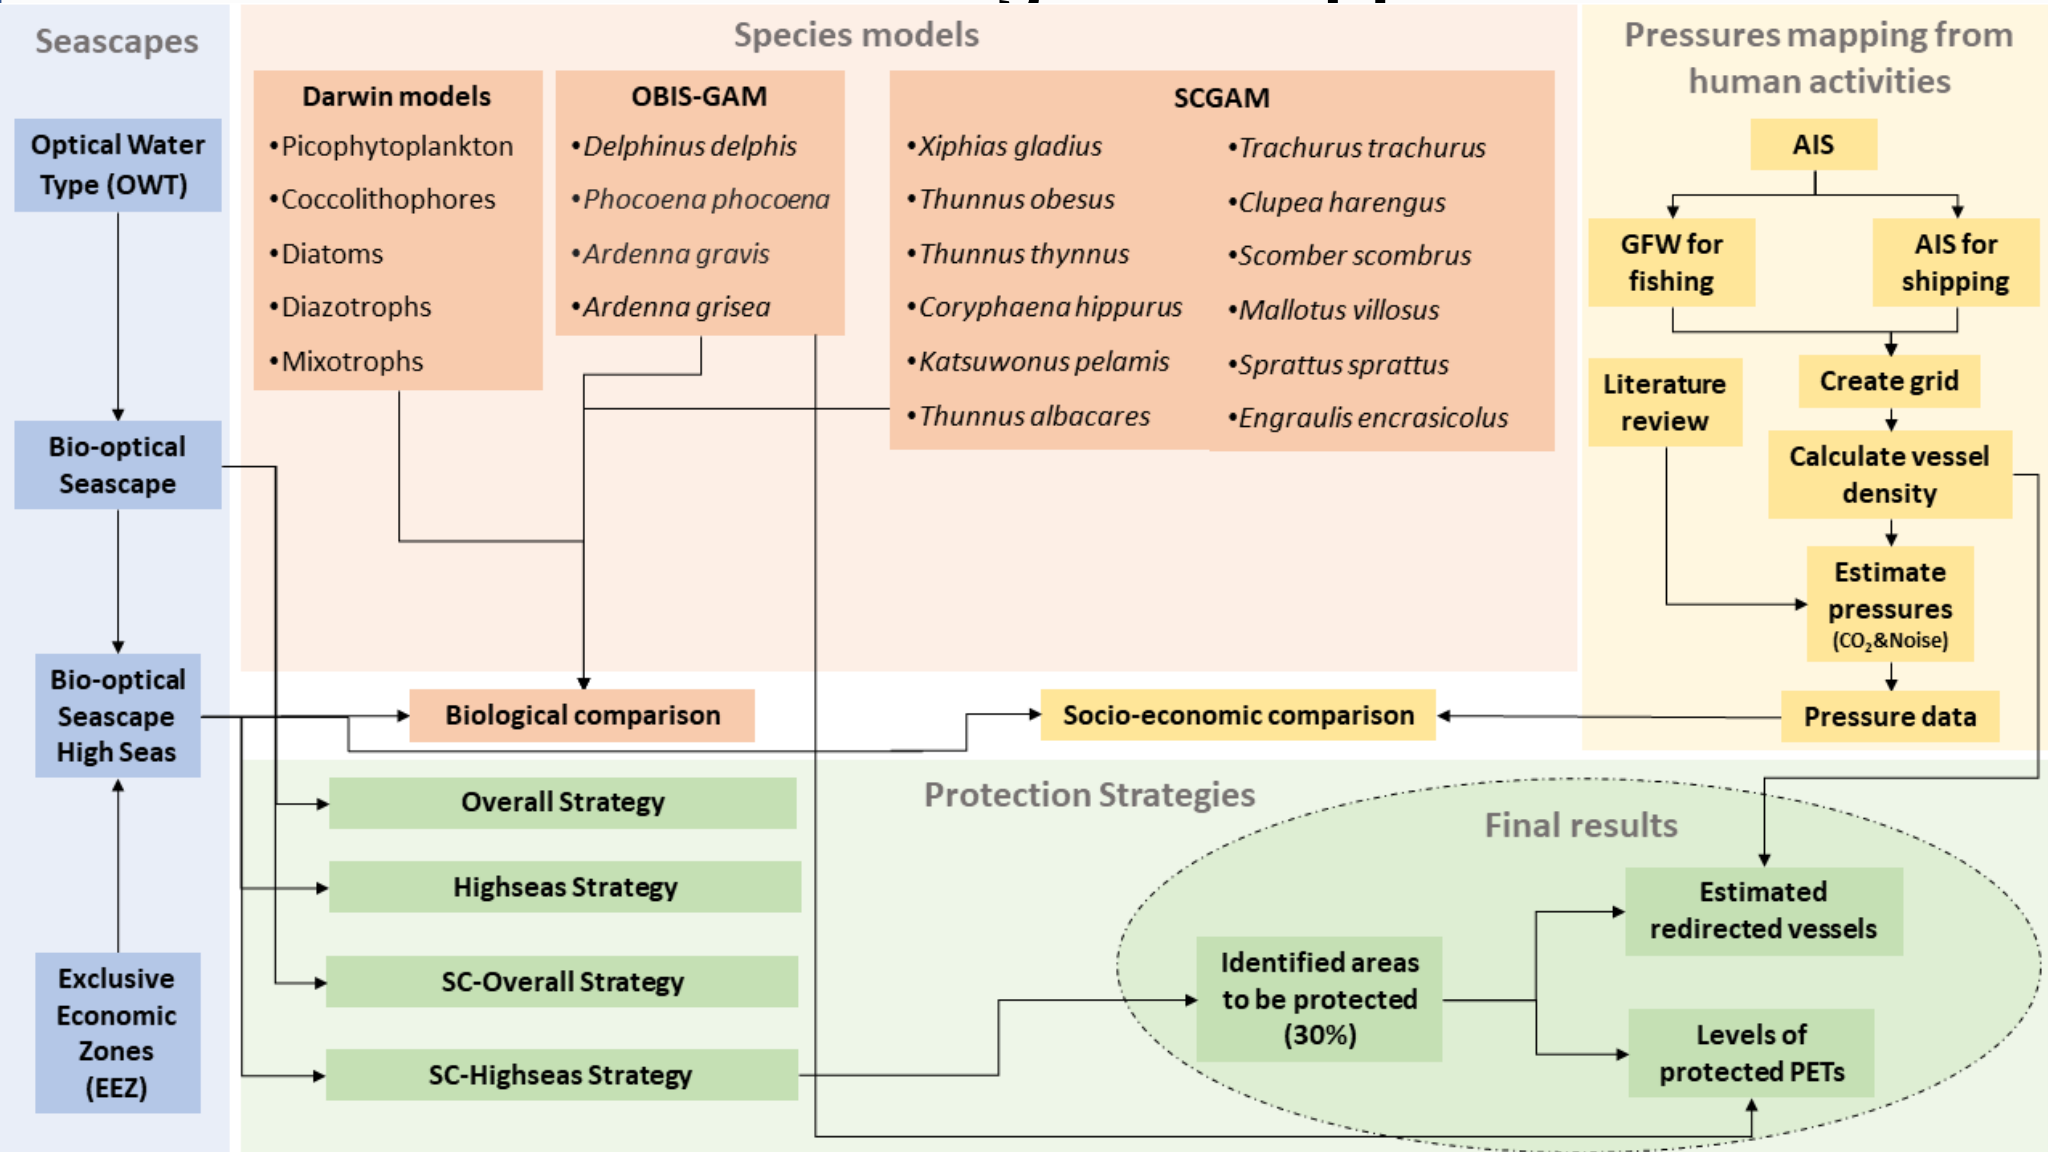 Seascapes
Optical Water
Type (OWT)
Bio-optical
Seascape
Bio-optical
Seascape
High Seas
Exclusive
Economic
Zones
(EEZ)
Species models
Darwin models
•Picophytoplankton
•Coccolithophores
•Diatoms
•Diazotrophs
•Mixotrophs
OBIS-GAM
•Delphinus delphis
•Phocoena phocoena
•Ardenna gravis
•Ardenna grisea
SCGAM
•Xiphias gladius
•Thunnus obesus
•Thunnus thynnus
•Coryphaena hippurus
•Katsuwonus pelamis
•Thunnus albacares
•Trachurus trachurus
•Clupea harengus
•Scomber scombrus
•Mallotus villosus
•Sprattus sprattus
•Engraulis encrasicolus
Pressures mapping from
human activities
AIS
GFW for
fishing
AIS for
shipping
Create grid
Literature
review
Calculate vessel
density
Estimate
pressures
(CO₂&Noise)
Pressure data
Biological comparison
Socio-economic comparison
Protection Strategies
Overall Strategy
Highseas Strategy
SC-Overall Strategy
SC-Highseas Strategy
Final results
Identified areas
to be protected
(30%)
Estimated
redirected vessels
Levels of
protected PETs